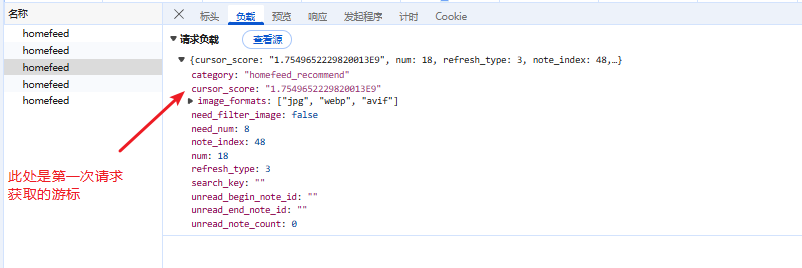 名称
homefeed
homefeed
homefeed
homefeed
homefeed
标头 负载 预览 响应 发起程序 计时 Cookie
请求负载 查看源
{cursor_score: "1.7549652229820013E9", num: 18, refresh_type: 3, note_index: 48,…}
category: "homefeed_recommend"
cursor_score: "1.7549652229820013E9"
image_formats: ["jpg", "webp", "avif"]
need_filter_image: false
need_num: 8
note_index: 48
num: 18
refresh_type: 3
search_key: ""
unread_begin_note_id: ""
unread_end_note_id: ""
unread_note_count: 0
此处是第一次请求
获取的游标